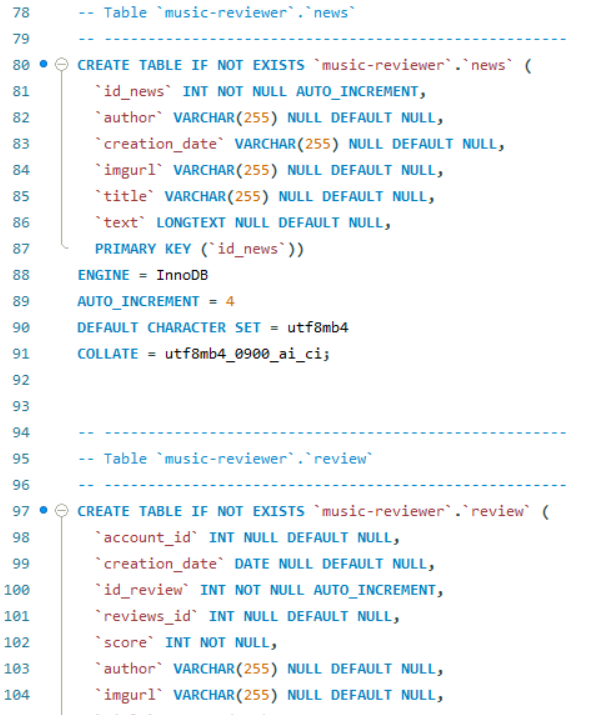 78 -- Table `music-reviewer`.`news`
79 -- -----------------------------------------------------
80 CREATE TABLE IF NOT EXISTS `music-reviewer`.`news` (
81 `id_news` INT NOT NULL AUTO_INCREMENT,
82 `author` VARCHAR(255) NULL DEFAULT NULL,
83 `creation_date` VARCHAR(255) NULL DEFAULT NULL,
84 `imgurl` VARCHAR(255) NULL DEFAULT NULL,
85 `title` VARCHAR(255) NULL DEFAULT NULL,
86 `text` LONGTEXT NULL DEFAULT NULL,
87 PRIMARY KEY (`id_news`))
88 ENGINE = InnoDB
89 AUTO_INCREMENT = 4
90 DEFAULT CHARACTER SET = utf8mb4
91 COLLATE = utf8mb4_0900_ai_ci;
92
93
94 -- -----------------------------------------------------
95 -- Table `music-reviewer`.`review`
96 -- -----------------------------------------------------
97 CREATE TABLE IF NOT EXISTS `music-reviewer`.`review` (
98 `account_id` INT NULL DEFAULT NULL,
99 `creation_date` DATE NULL DEFAULT NULL,
100 `id_review` INT NOT NULL AUTO_INCREMENT,
101 `reviews_id` INT NULL DEFAULT NULL,
102 `score` INT NOT NULL,
103 `author` VARCHAR(255) NULL DEFAULT NULL,
104 `imgurl` VARCHAR(255) NULL DEFAULT NULL,